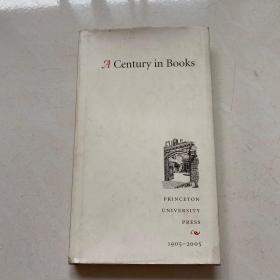 A Century in Books
PRINCETON
UNIVERSITY
PRESS
1905–2005